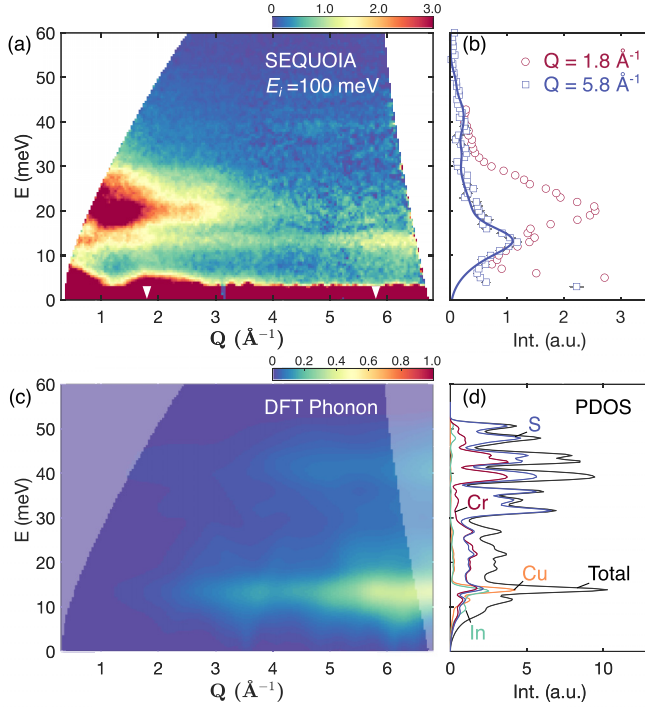 0 1.0 2.0 3.0
(a)
SEQUOIA
E_i =100 meV
E (meV)
60
50
40
30
20
10
0
1 2 3 4 5 6
Q (Å⁻¹)
(b)
Q = 1.8 Å⁻¹
Q = 5.8 Å⁻¹
0 1 2 3
Int. (a.u.)
0 0.2 0.4 0.6 0.8 1.0
(c)
DFT Phonon
E (meV)
60
50
40
30
20
10
0
1 2 3 4 5 6
Q (Å⁻¹)
(d)
PDOS
S
Cr
Cu
Total
In
0 5 10
Int. (a.u.)